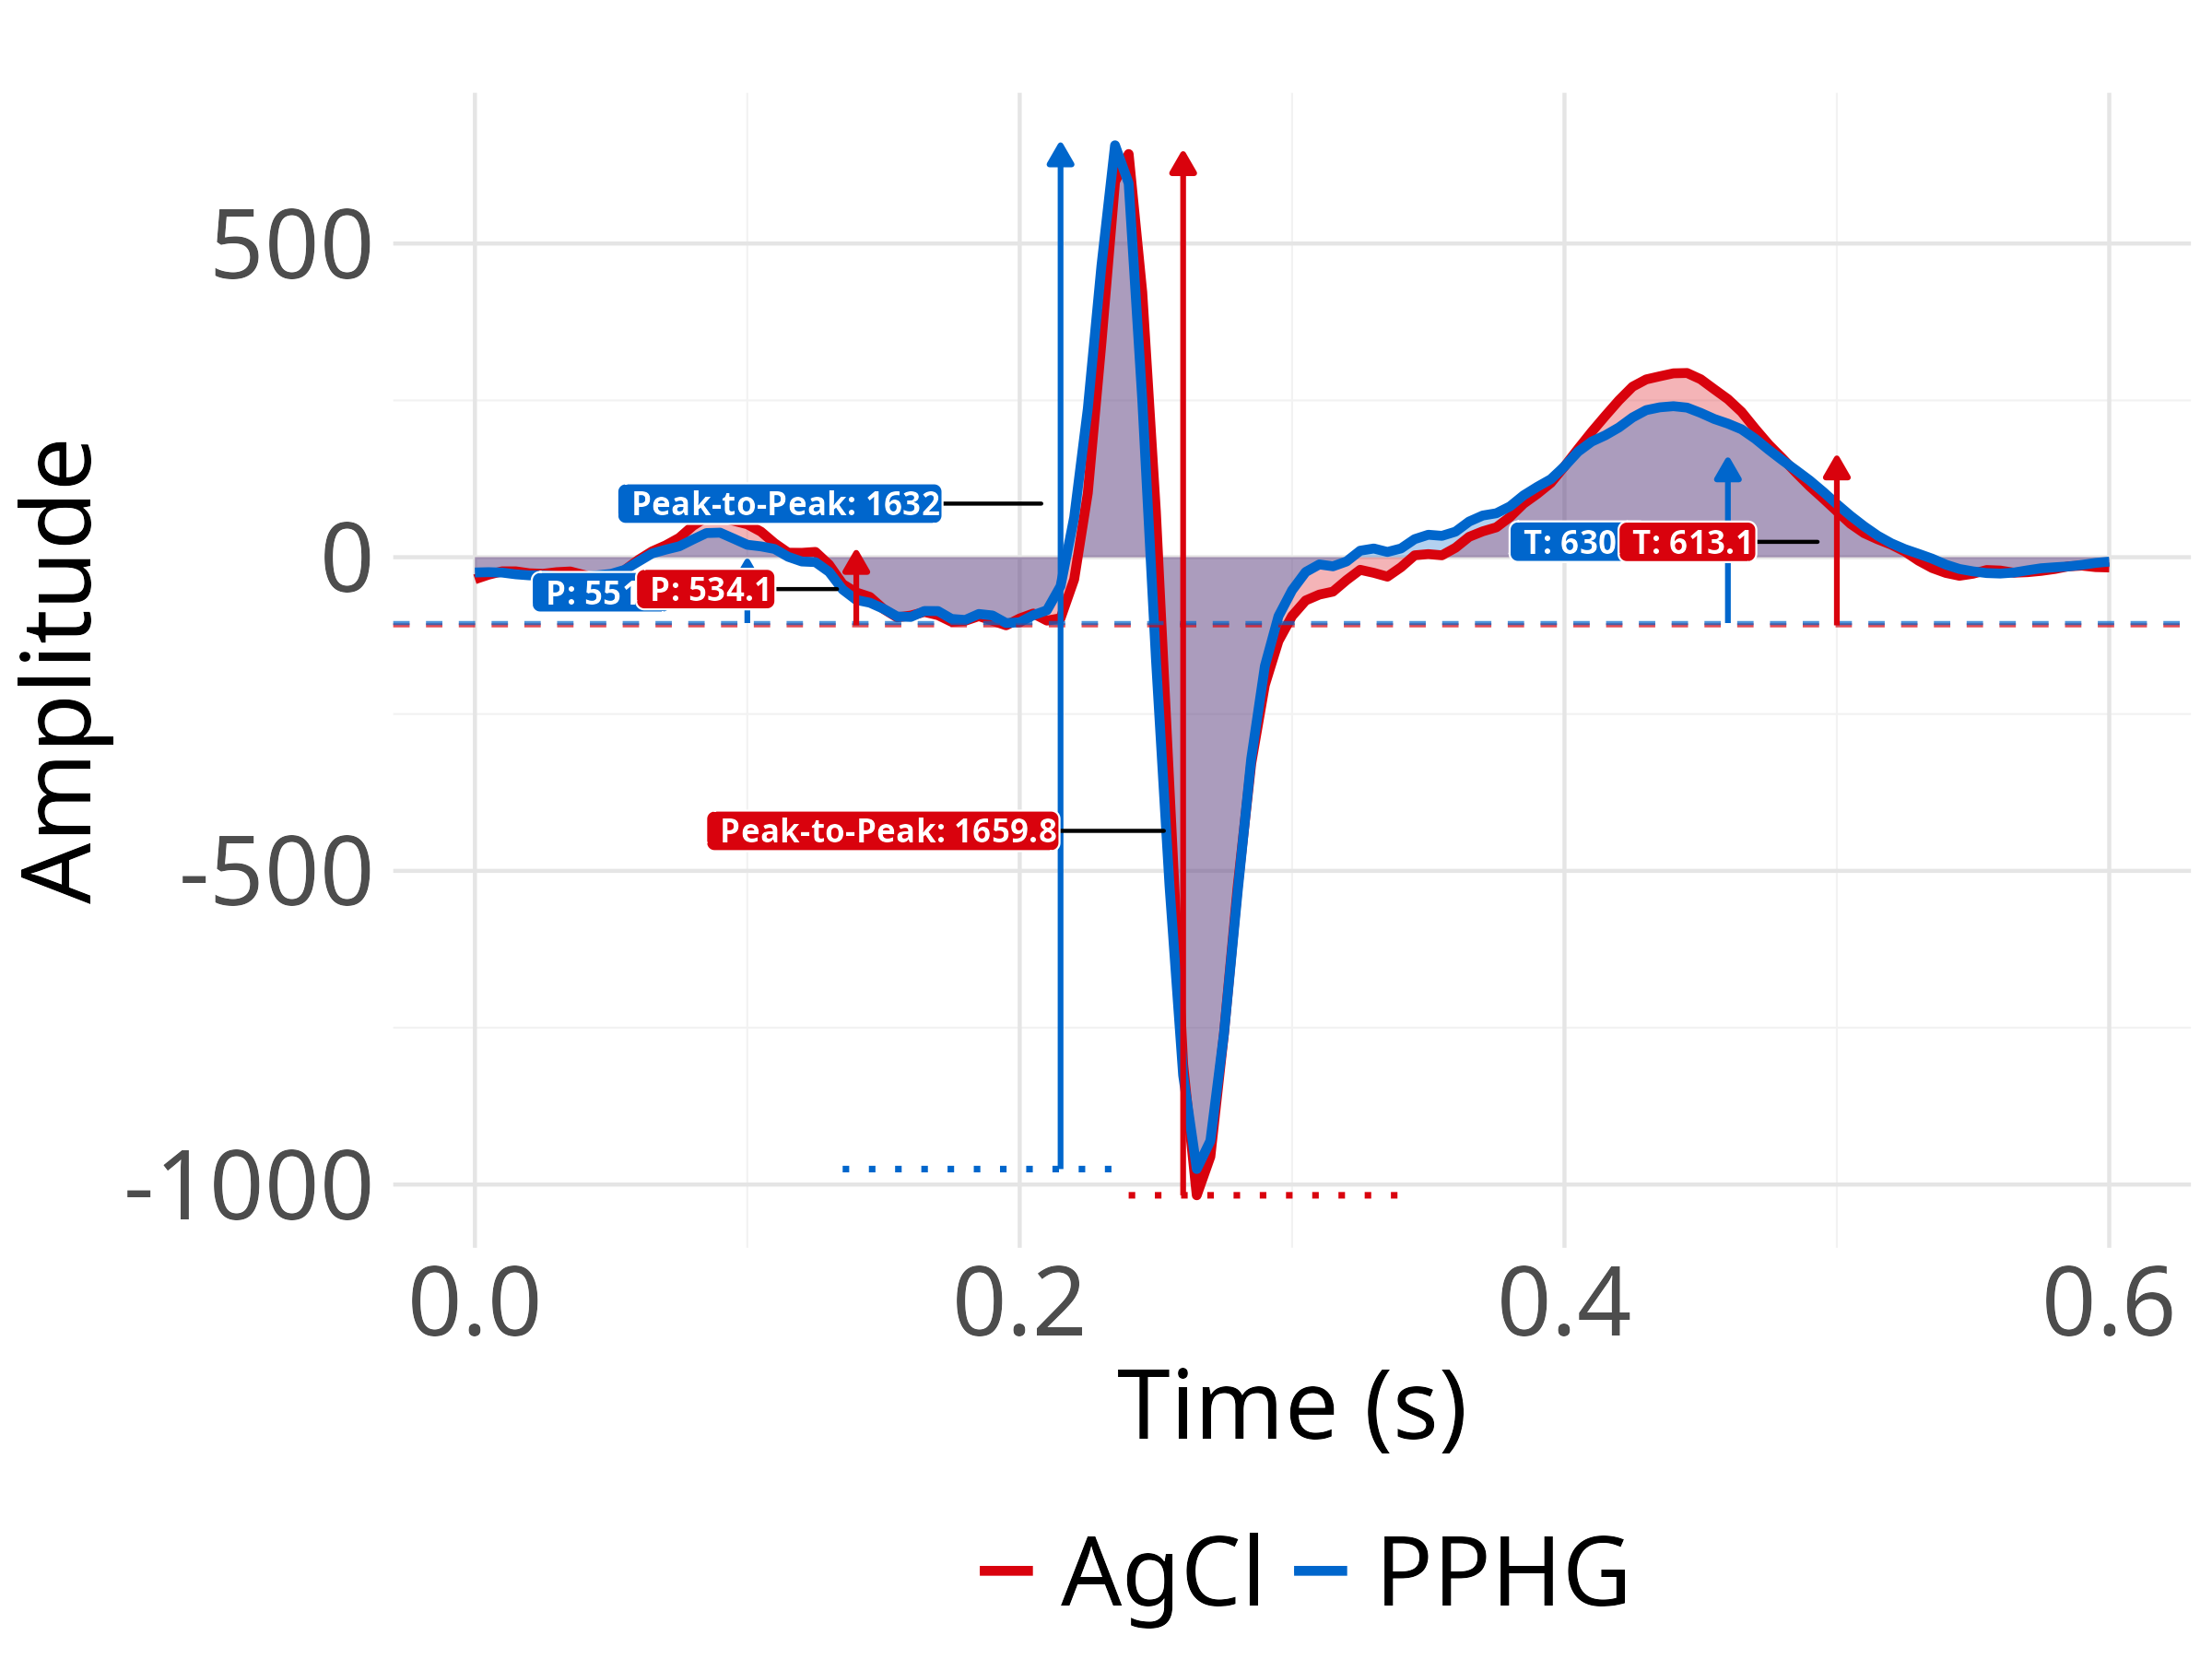 500
0
-500
-1000
Amplitude
Peak-to-Peak: 1632
P: 534.1
T: 630
T: 613.1
Peak-to-Peak: 1659.8
0.0 0.2 0.4 0.6
Time (s)
AgCl PPHG